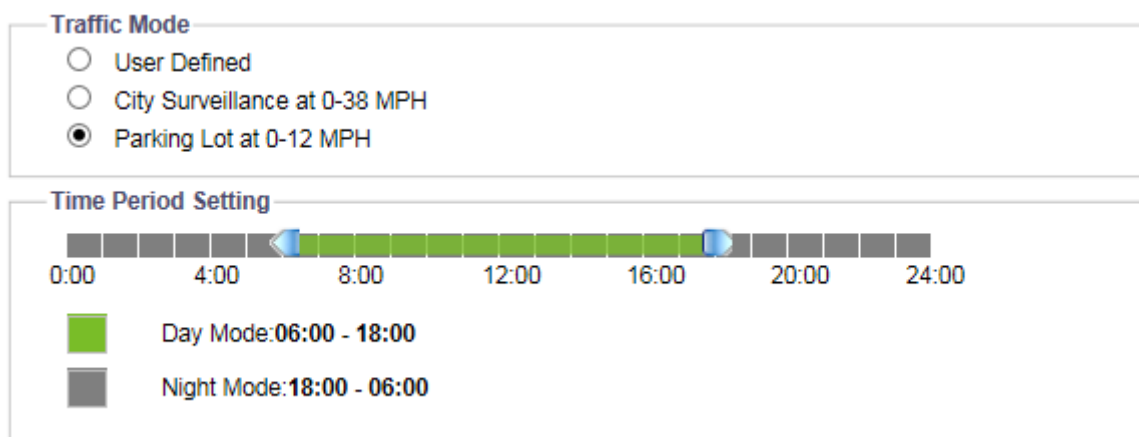 Traffic Mode
User Defined
City Surveillance at 0-38 MPH
Parking Lot at 0-12 MPH
Time Period Setting
0:00 4:00 8:00 12:00 16:00 20:00 24:00
Day Mode:06:00 - 18:00
Night Mode:18:00 - 06:00